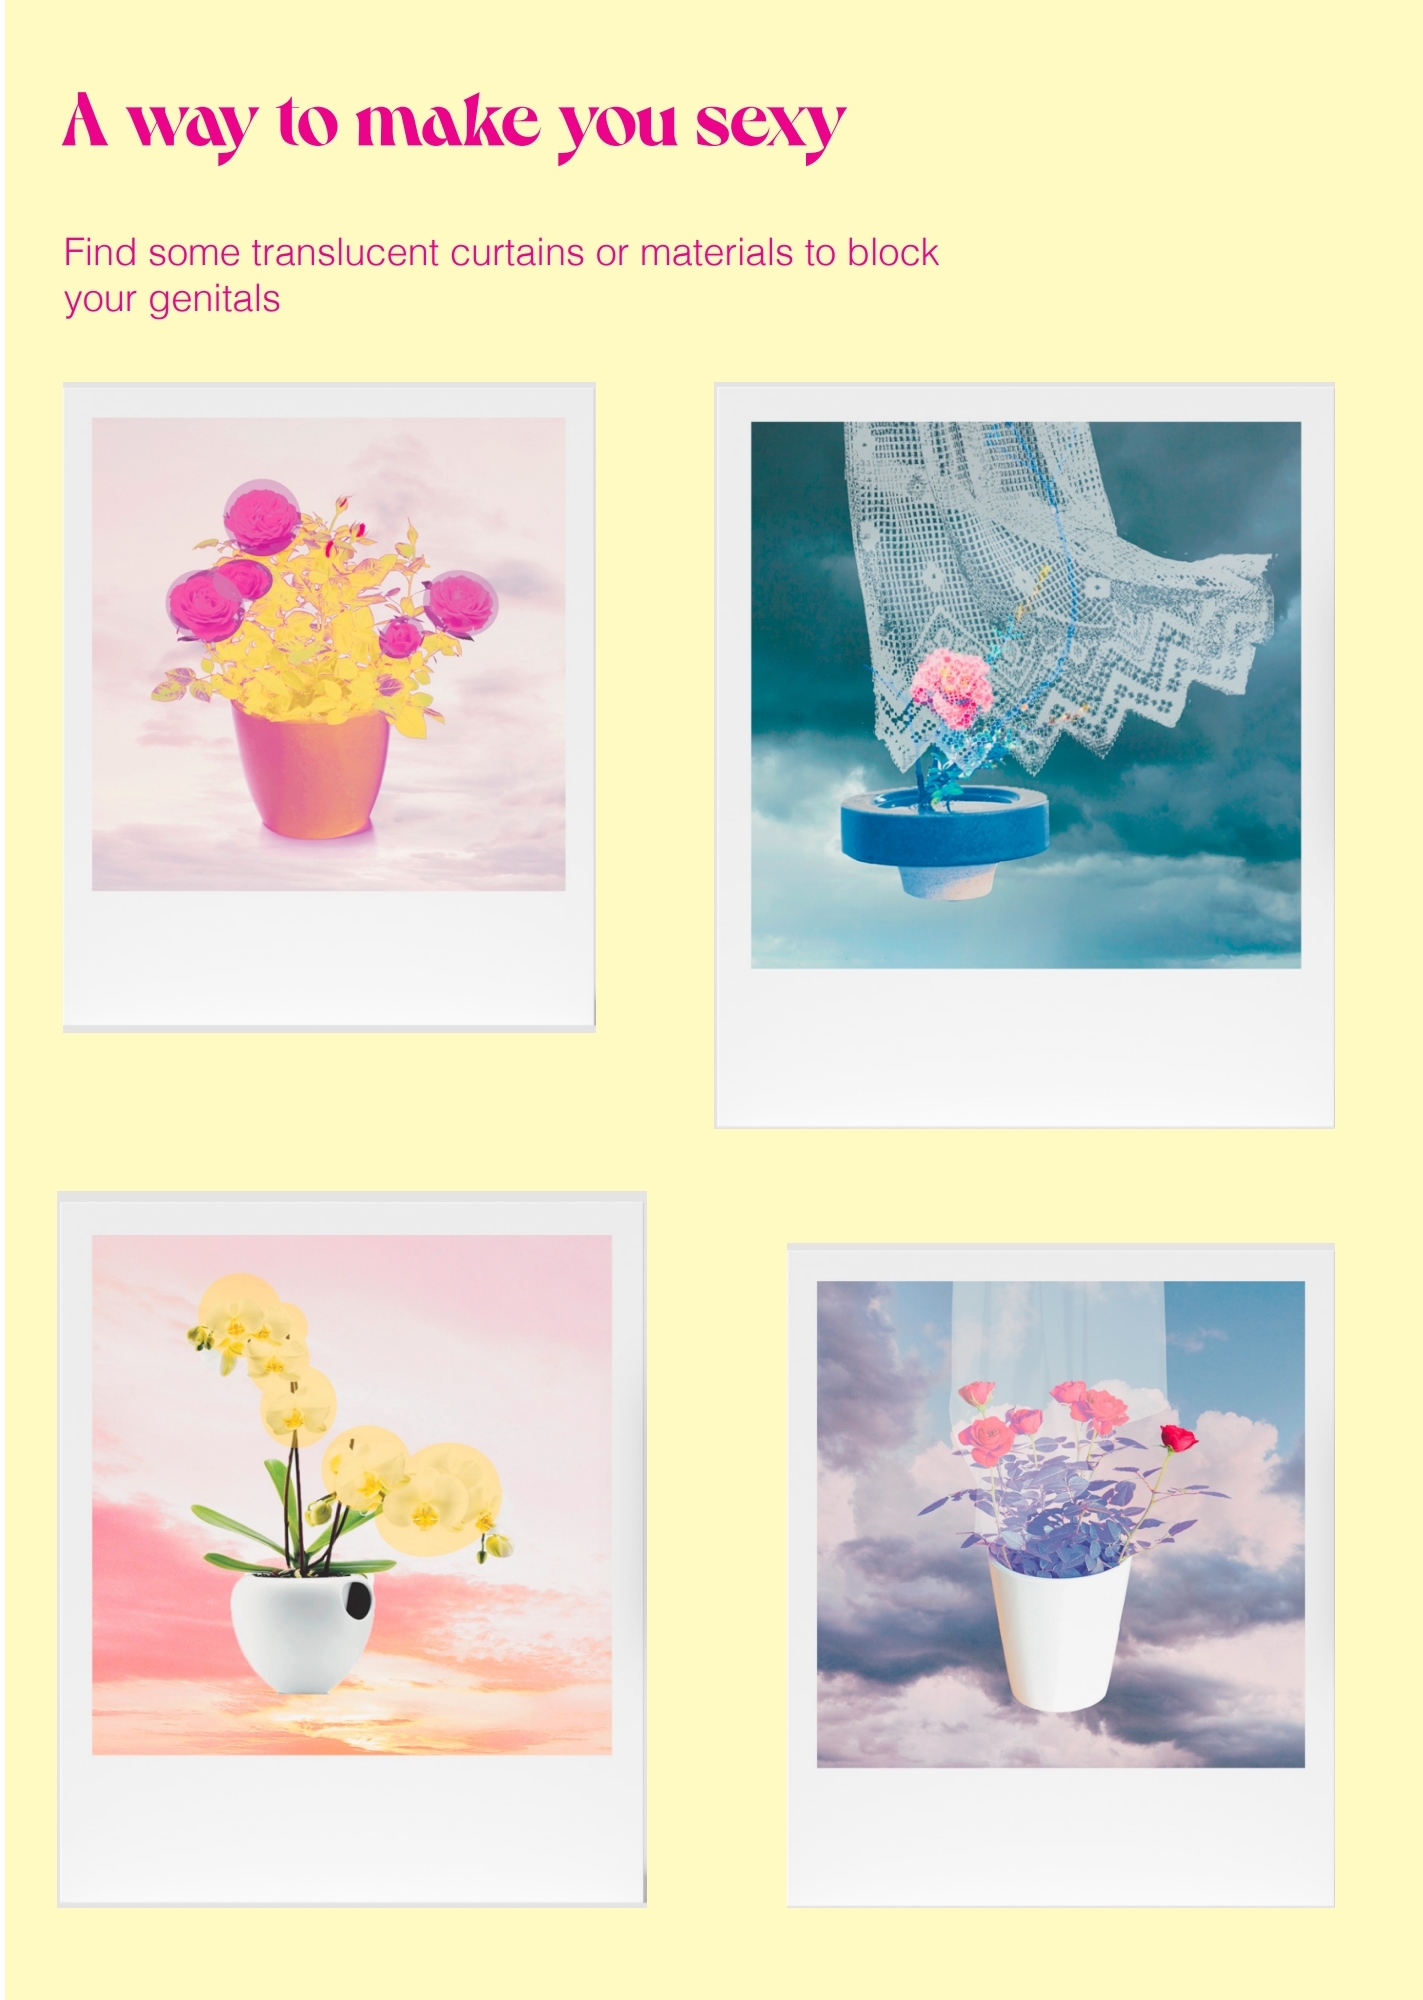 A way to make you sexy
Find some translucent curtains or materials to block
your genitals